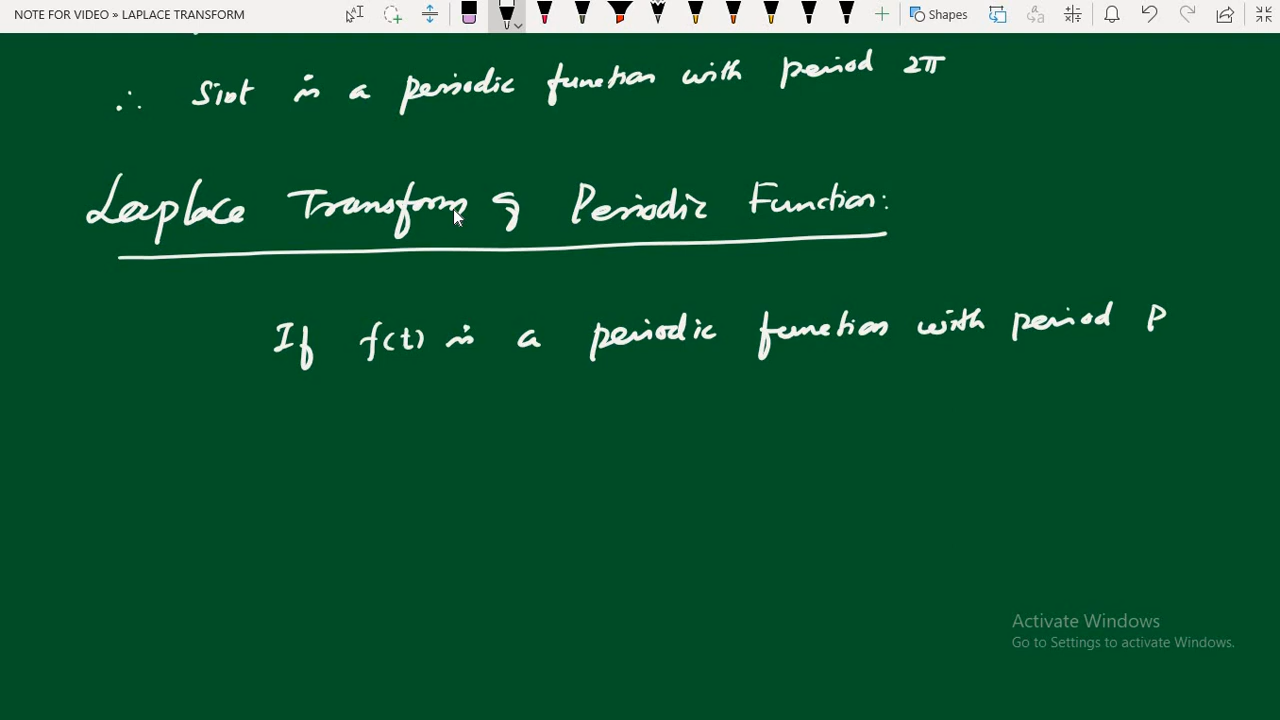 NOTE FOR VIDEO » LAPLACE TRANSFORM
Shapes
∴ Sint is a periodic function with period 2π
Laplace Transform of Periodic Function:
If f(t) is a periodic function with period P
Activate Windows
Go to Settings to activate Windows.